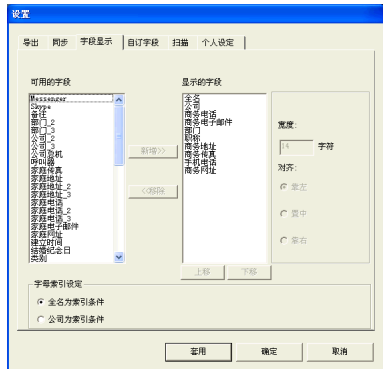 设置
导出 同步 字段显示 自订字段 扫描 个人设定
可用的字段
Messenger
Skype
备注
部门_2
部门_3
公司_2
公司_3
公司总机
呼叫器
家庭传真
家庭地址
家庭地址_2
家庭地址_3
家庭电话
家庭电话_2
家庭电话_3
家庭电子邮件
家庭网址
建立时间
结婚纪念日
类别
新增>>
<<移除
显示的字段
全名
公司
商务电话
商务电子邮件
部门
职称
商务地址
商务传真
手机电话
商务网址
上移 下移
宽度:
14 字符
对齐:
靠左
置中
靠右
字母索引设定
全名为索引条件
公司为索引条件
套用 确定 取消